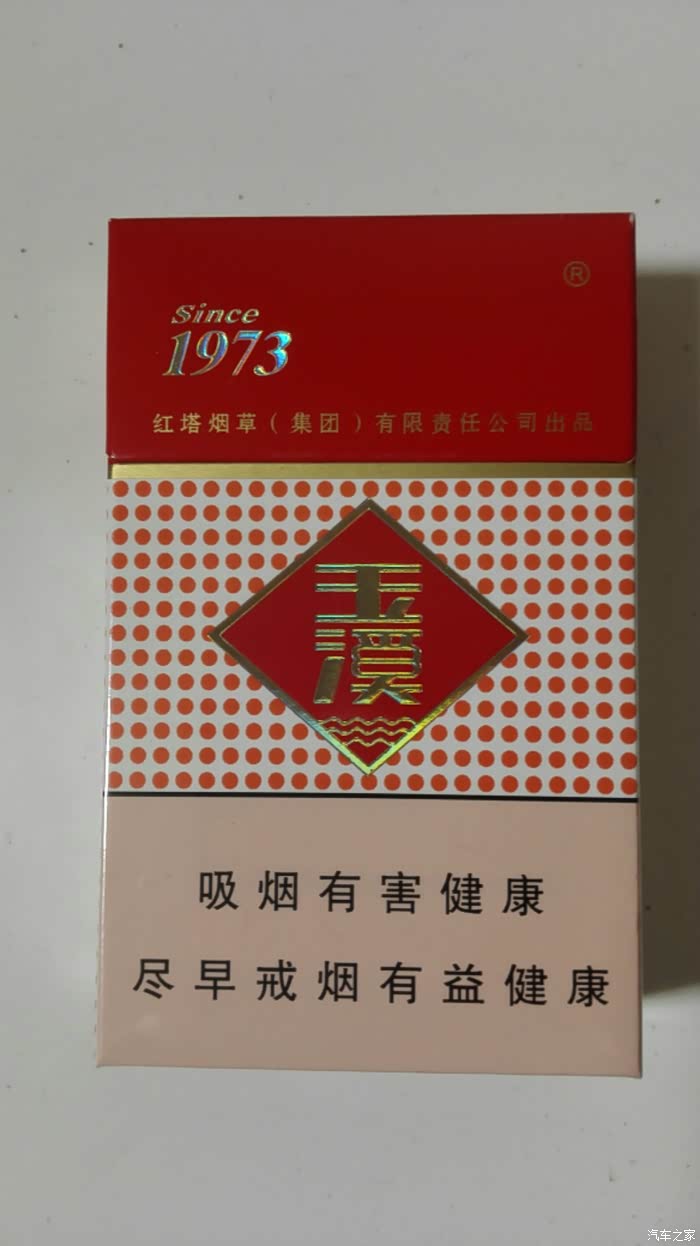 ®
Since
1973
红塔烟草（集团）有限责任公司出品
玉
溪
吸烟有害健康
尽早戒烟有益健康
汽车之家